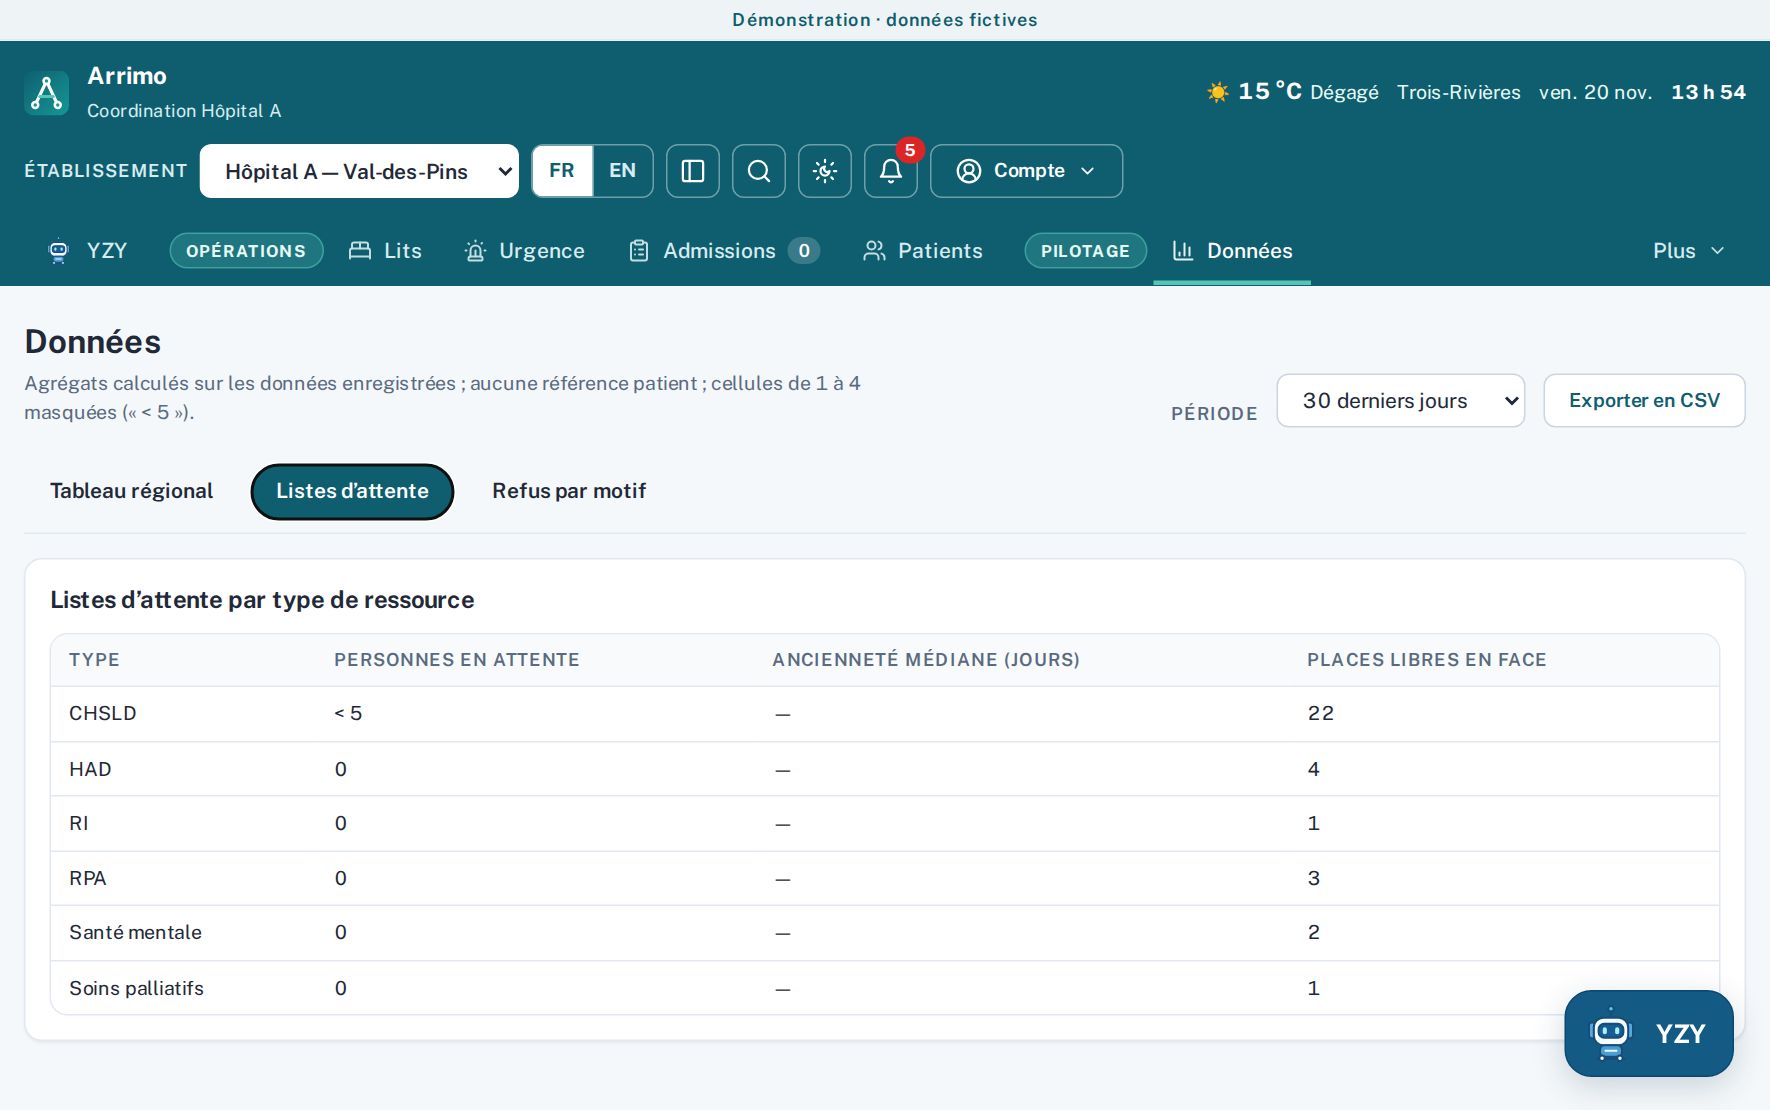 Démonstration · données fictives
Arrimo
Coordination Hôpital A
15 °C Dégagé Trois-Rivières ven. 20 nov. 13 h 54
ÉTABLISSEMENT Hôpital A — Val-des-Pins FR EN 5 Compte
YZY OPÉRATIONS Lits Urgence Admissions 0 Patients PILOTAGE Données Plus
Données
Agrégats calculés sur les données enregistrées ; aucune référence patient ; cellules de 1 à 4
masquées (« < 5 »).
PÉRIODE 30 derniers jours Exporter en CSV
Tableau régional Listes d’attente Refus par motif
Listes d’attente par type de ressource
TYPE PERSONNES EN ATTENTE ANCIENNETÉ MÉDIANE (JOURS) PLACES LIBRES EN FACE
CHSLD < 5 — 22
HAD 0 — 4
RI 0 — 1
RPA 0 — 3
Santé mentale 0 — 2
Soins palliatifs 0 — 1
YZY